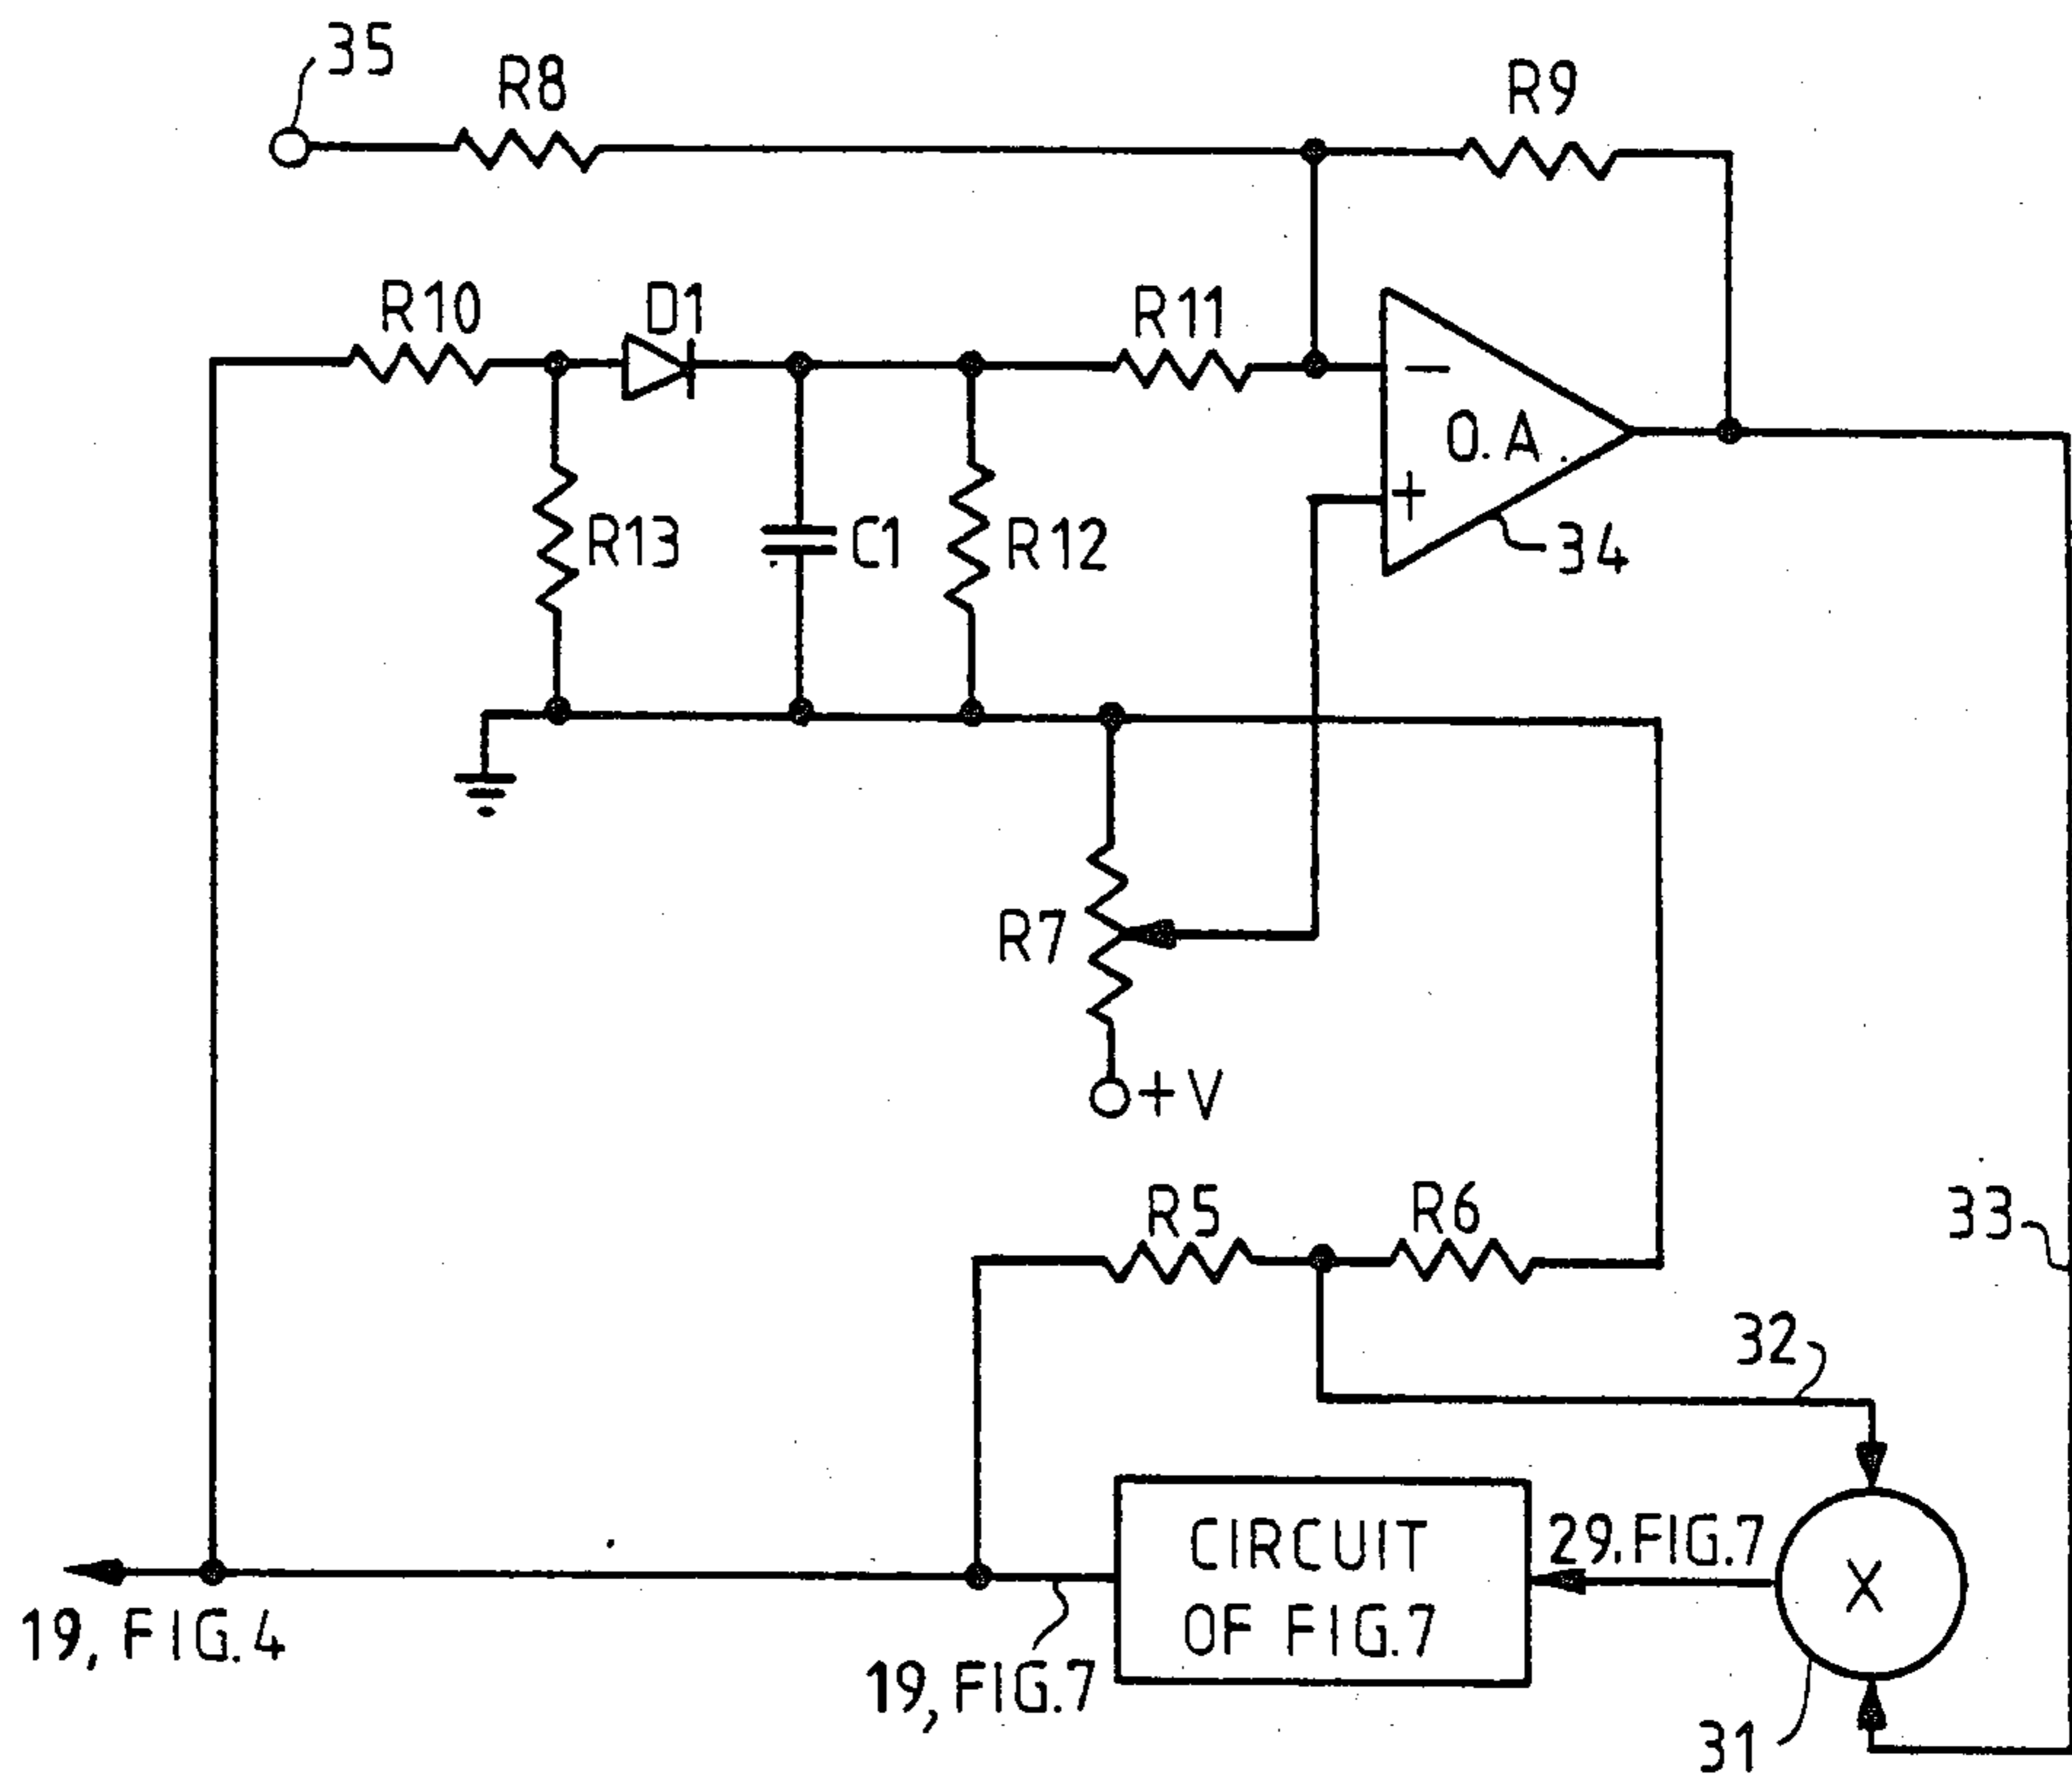 35
R8
R9
R10
D1
R11
−
O.A.
+
R13
C1
R12
34
R7
+V
R5
R6
33
32
CIRCUIT
OF FIG.7
29.FIG.7
X
19, FIG.4
19, FIG.7
31